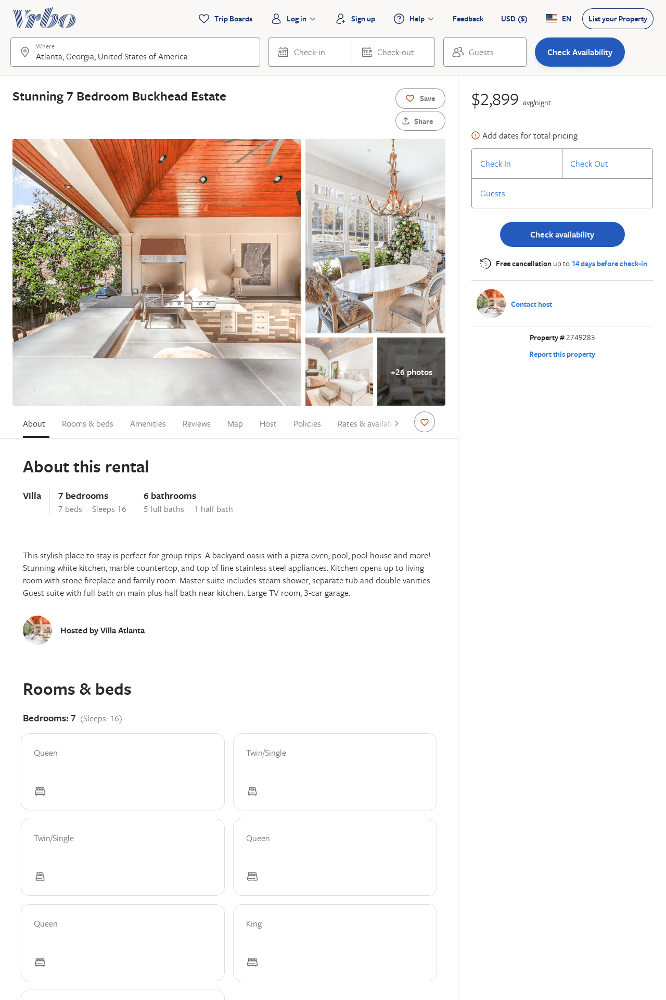 Vrbo
Trip Boards
Log in
Sign up
Help
Feedback
USD ($)
EN
List your Property
Where
Atlanta, Georgia, United States of America
Check-in
Check-out
Guests
Check Availability
Stunning 7 Bedroom Buckhead Estate
Save
Share
+26 photos
$2,899 avg/night
Add dates for total pricing
Check In
Check Out
Guests
Check availability
Free cancellation up to 14 days before check-in
Contact host
Property # 2749283
Report this property
About
Rooms & beds
Amenities
Reviews
Map
Host
Policies
Rates & availab
About this rental
Villa
7 bedrooms
7 beds · Sleeps 16
6 bathrooms
5 full baths · 1 half bath
This stylish place to stay is perfect for group trips. A backyard oasis with a pizza oven, pool, pool house and more!
Stunning white kitchen, marble countertop, and top of line stainless steel appliances. Kitchen opens up to living
room with stone fireplace and family room. Master suite includes steam shower, separate tub and double vanities.
Guest suite with full bath on main plus half bath near kitchen. Large TV room, 3-car garage.
Hosted by Villa Atlanta
Rooms & beds
Bedrooms: 7 (Sleeps: 16)
Queen
Twin/Single
Twin/Single
Queen
Queen
King